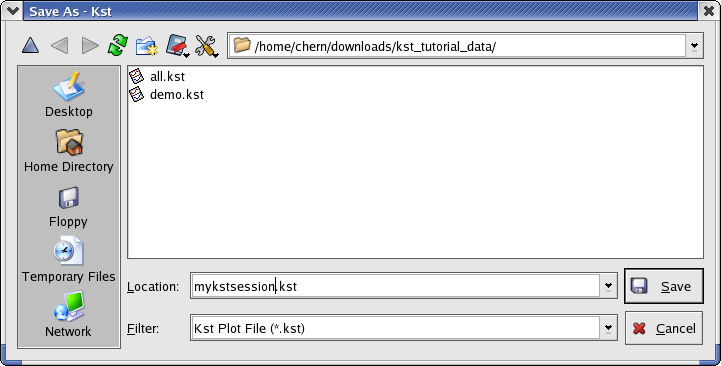 Save As - Kst
/home/chern/downloads/kst_tutorial_data/
all.kst
demo.kst
Desktop
Home Directory
Floppy
Temporary Files
Network
Location: mykstsession.kst Save
Filter: Kst Plot File (*.kst) Cancel